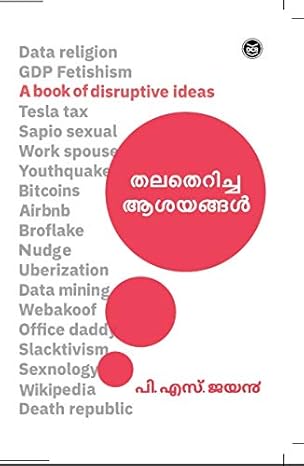 Data religion
GDP Fetishism
A book of disruptive ideas
Tesla tax
Sapio sexual
Work spouse
Youthquake
Bitcoins
Airbnb
Broflake
Nudge
Uberization
Data mining
Webakoof
Office daddy
Slacktivism
Sexnology
Wikipedia
Death republic
തലതെറിച്ച
ആശയങ്ങൾ
പി. എസ്. ജയൻ